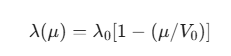 λ(μ) = λ₀[1 − (μ/V₀)]